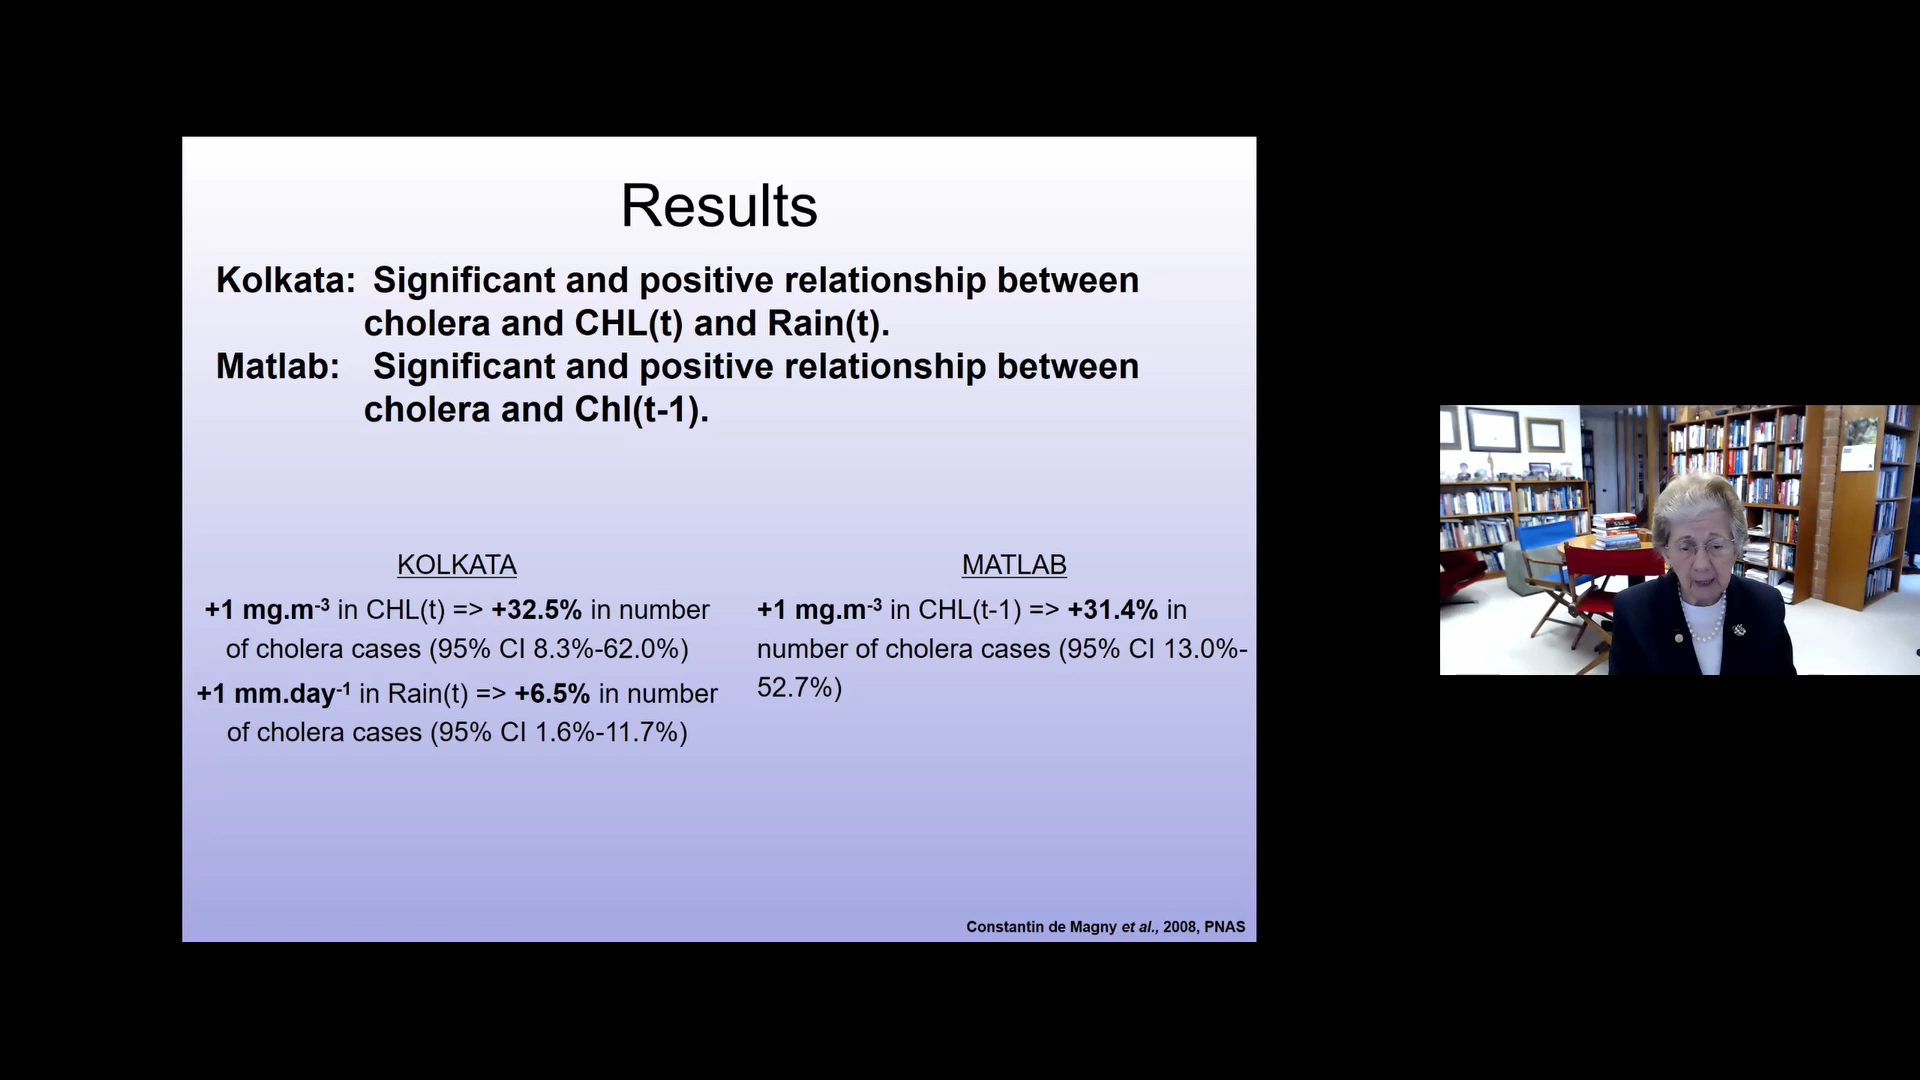 Results
Kolkata: Significant and positive relationship between
cholera and CHL(t) and Rain(t).
Matlab: Significant and positive relationship between
cholera and Chl(t-1).
KOLKATA
+1 mg.m-3 in CHL(t) => +32.5% in number
of cholera cases (95% CI 8.3%-62.0%)
+1 mm.day-1 in Rain(t) => +6.5% in number
of cholera cases (95% CI 1.6%-11.7%)
MATLAB
+1 mg.m-3 in CHL(t-1) => +31.4% in
number of cholera cases (95% CI 13.0%-
52.7%)
Constantin de Magny et al., 2008, PNAS